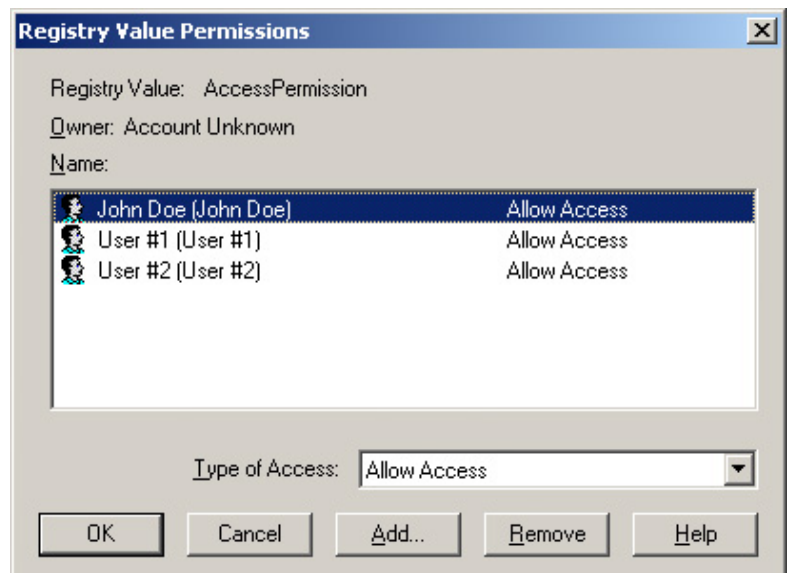 Registry Value Permissions
Registry Value: AccessPermission
Owner: Account Unknown
Name:
John Doe (John Doe) Allow Access
User #1 (User #1) Allow Access
User #2 (User #2) Allow Access
Type of Access: Allow Access
OK Cancel Add... Remove Help